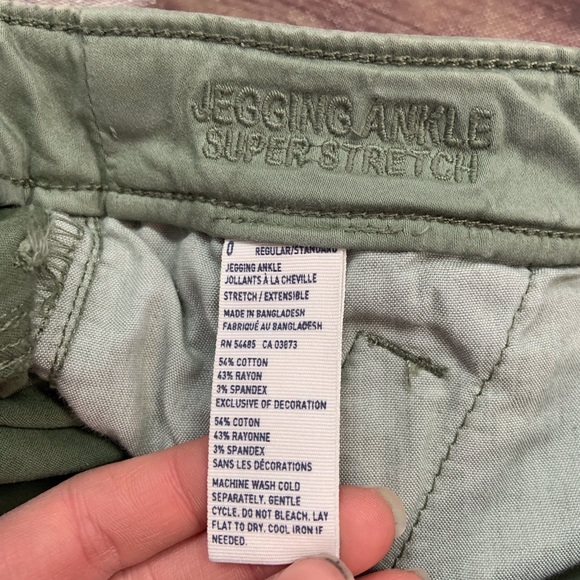 JEGGING ANKLE
SUPER STRETCH
0 REGULAR/STANDARD
JEGGING ANKLE
JOLLANTS À LA CHEVILLE
STRETCH / EXTENSIBLE
MADE IN BANGLADESH
FABRIQUÉ AU BANGLADESH
RN 54485 CA 03873
54% COTTON
43% RAYON
3% SPANDEX
EXCLUSIVE OF DECORATION
54% COTON
43% RAYONNE
3% SPANDEX
SANS LES DÉCORATIONS
MACHINE WASH COLD
SEPARATELY, GENTLE
CYCLE. DO NOT BLEACH. LAY
FLAT TO DRY. COOL IRON IF
NEEDED.